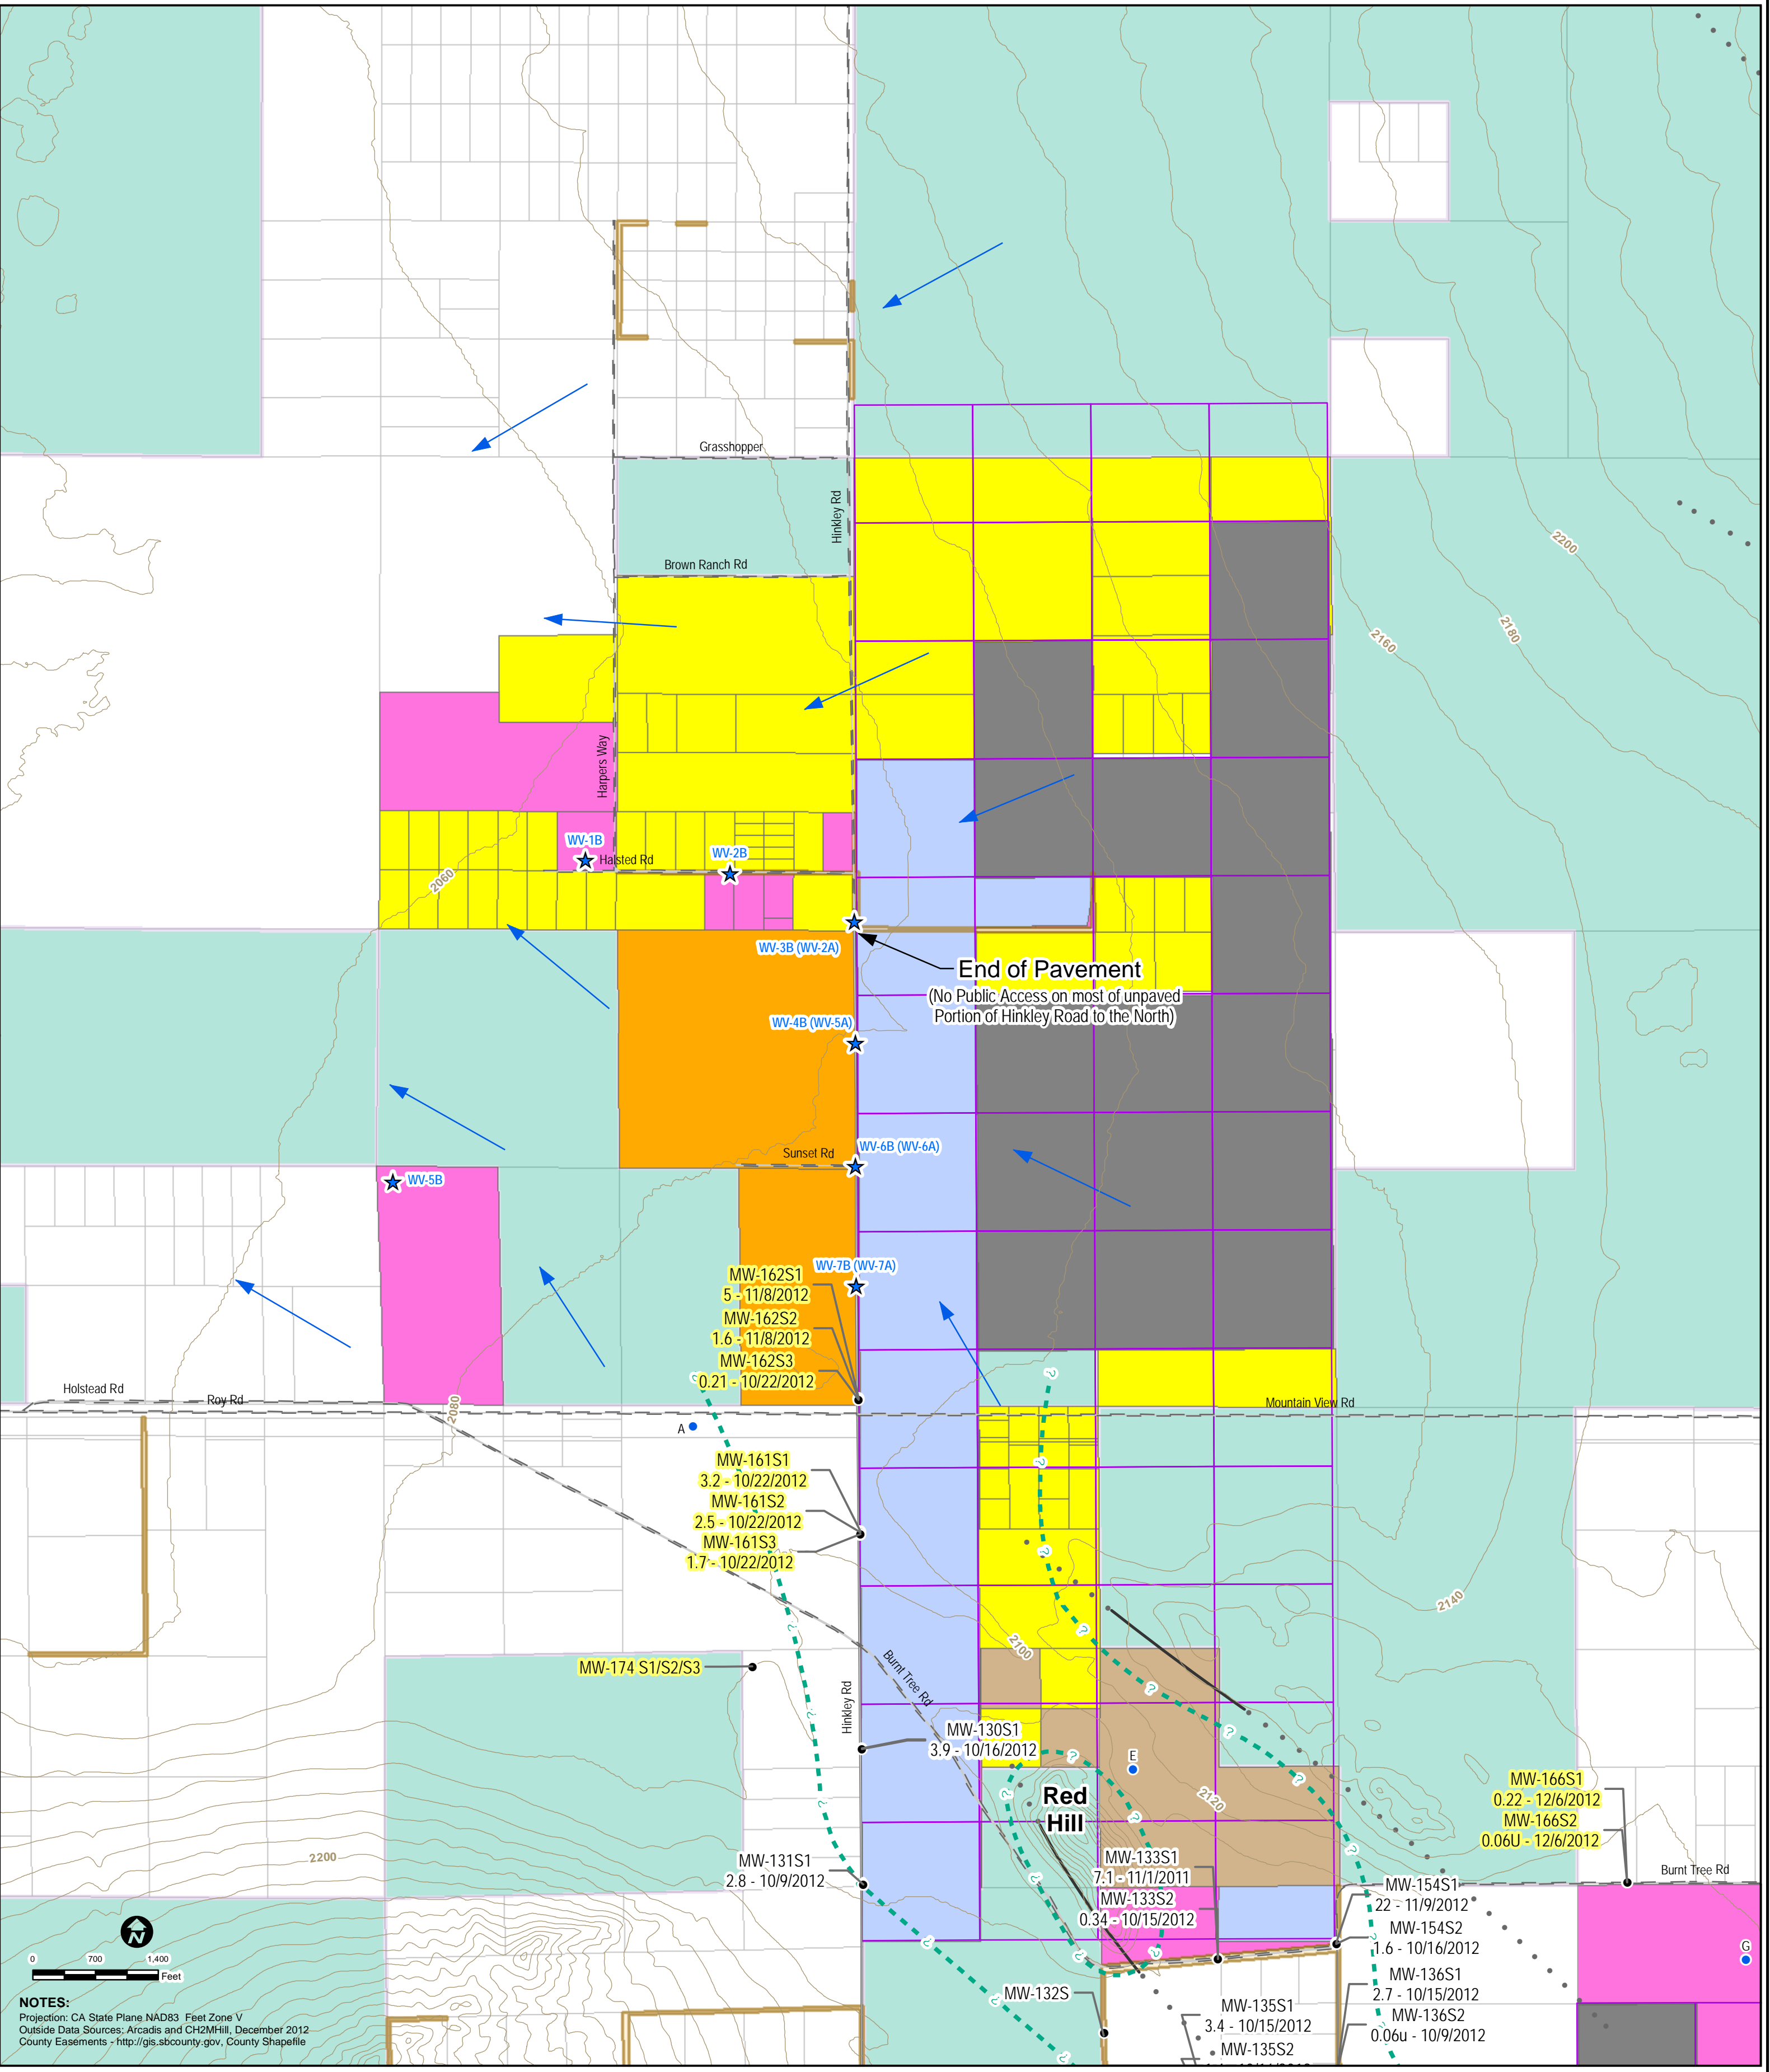 Grasshopper
Hinkley Rd
Brown Ranch Rd
2200
2180
2160
Harpers Way
WV-1B
Halsted Rd
WV-2B
2060
WV-3B (WV-2A)
End of Pavement
(No Public Access on most of unpaved
Portion of Hinkley Road to the North)
WV-4B (WV-5A)
Sunset Rd
WV-6B (WV-6A)
WV-5B
WV-7B (WV-7A)
MW-162S1
5 - 11/8/2012
MW-162S2
1.6 - 11/8/2012
MW-162S3
0.21 - 10/22/2012
?
?
Holstead Rd
Roy Rd
2080
Mountain View Rd
A
MW-161S1
3.2 - 10/22/2012
MW-161S2
2.5 - 10/22/2012
MW-161S3
1.7 - 10/22/2012
?
?
?
?
?
2140
2100
MW-174 S1/S2/S3
Burnt Tree Rd
Hinkley Rd
?
?
?
MW-130S1
3.9 - 10/16/2012
?
E
?
?
?
?
Red
Hill
2120
?
?
MW-166S1
0.22 - 12/6/2012
MW-166S2
0.06U - 12/6/2012
Burnt Tree Rd
2200
MW-131S1
2.8 - 10/9/2012
?
MW-133S1
7.1 - 11/1/2011
MW-133S2
0.34 - 10/15/2012
MW-154S1
22 - 11/9/2012
MW-154S2
1.6 - 10/16/2012
?
?
?
?
?
G
MW-136S1
2.7 - 10/15/2012
MW-136S2
0.06u - 10/9/2012
MW-132S
?
MW-135S1
3.4 - 10/15/2012
MW-135S2
?
N
0 700 1,400
Feet
NOTES:
Projection: CA State Plane NAD83 Feet Zone V
Outside Data Sources: Arcadis and CH2MHill, December 2012
County Easements - http://gis.sbcounty.gov, County Shapefile